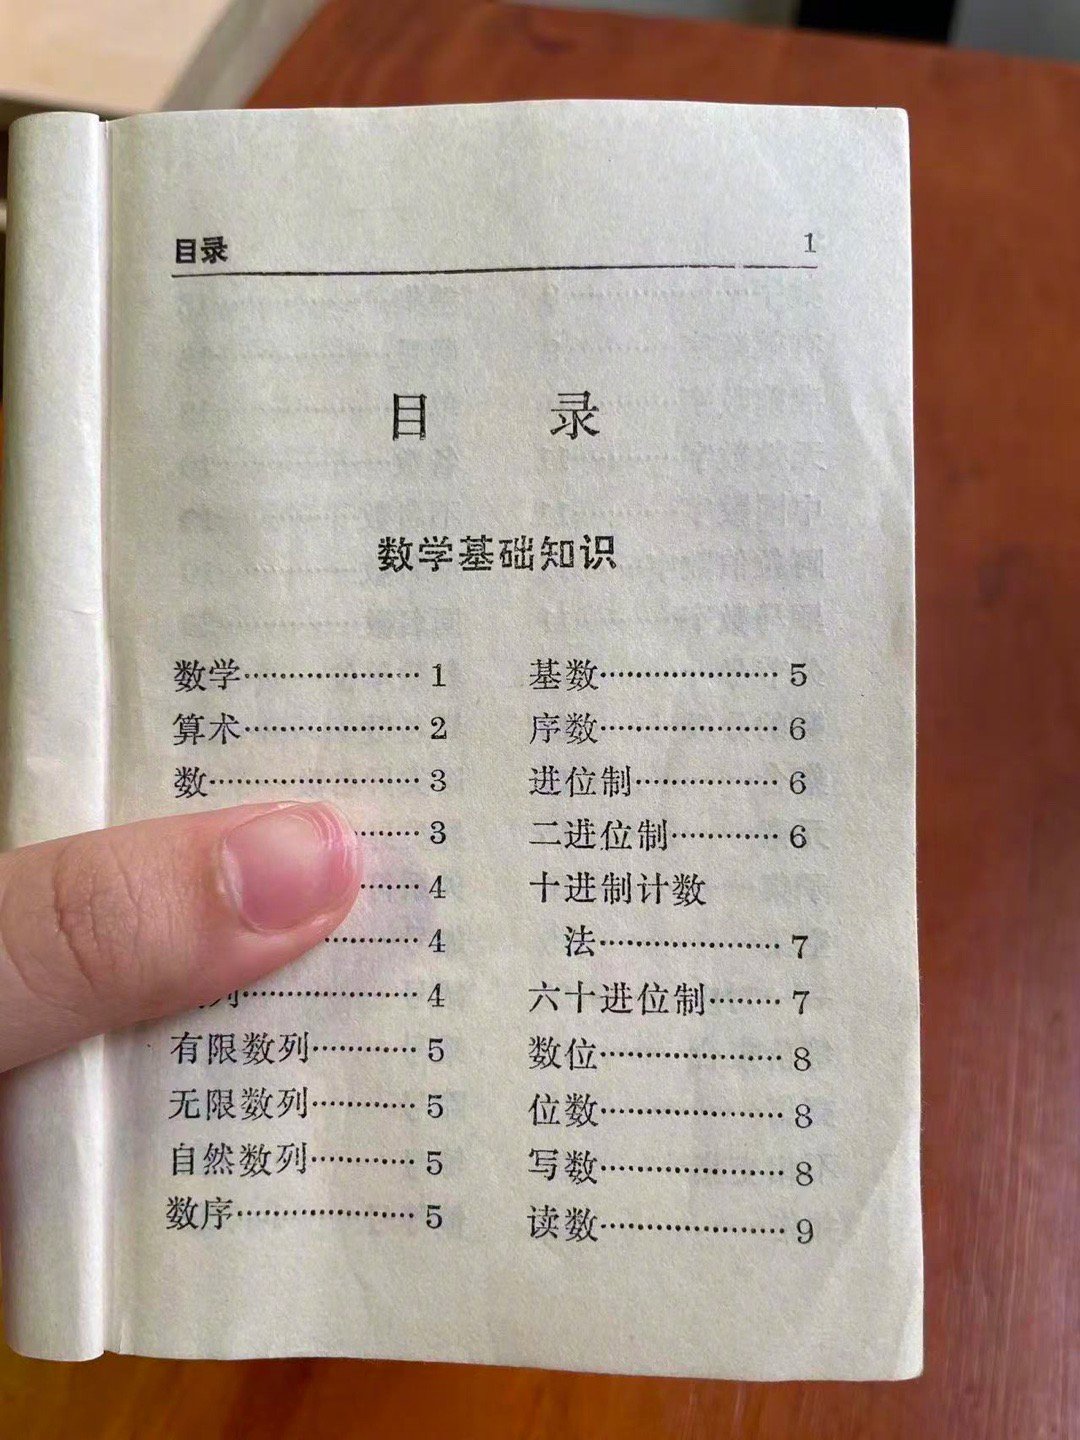 目录 1
目 录
数学基础知识
数学………………… 1
算术………………… 2
数…………………… 3
……… 3
……… 4
………… 4
列………………… 4
有限数列………… 5
无限数列………… 5
自然数列………… 5
数序………………… 5
基数………………… 5
序数………………… 6
进位制…………… 6
二进位制………… 6
十进制计数
法………………… 7
六十进位制……… 7
数位………………… 8
位数………………… 8
写数………………… 8
读数………………… 9